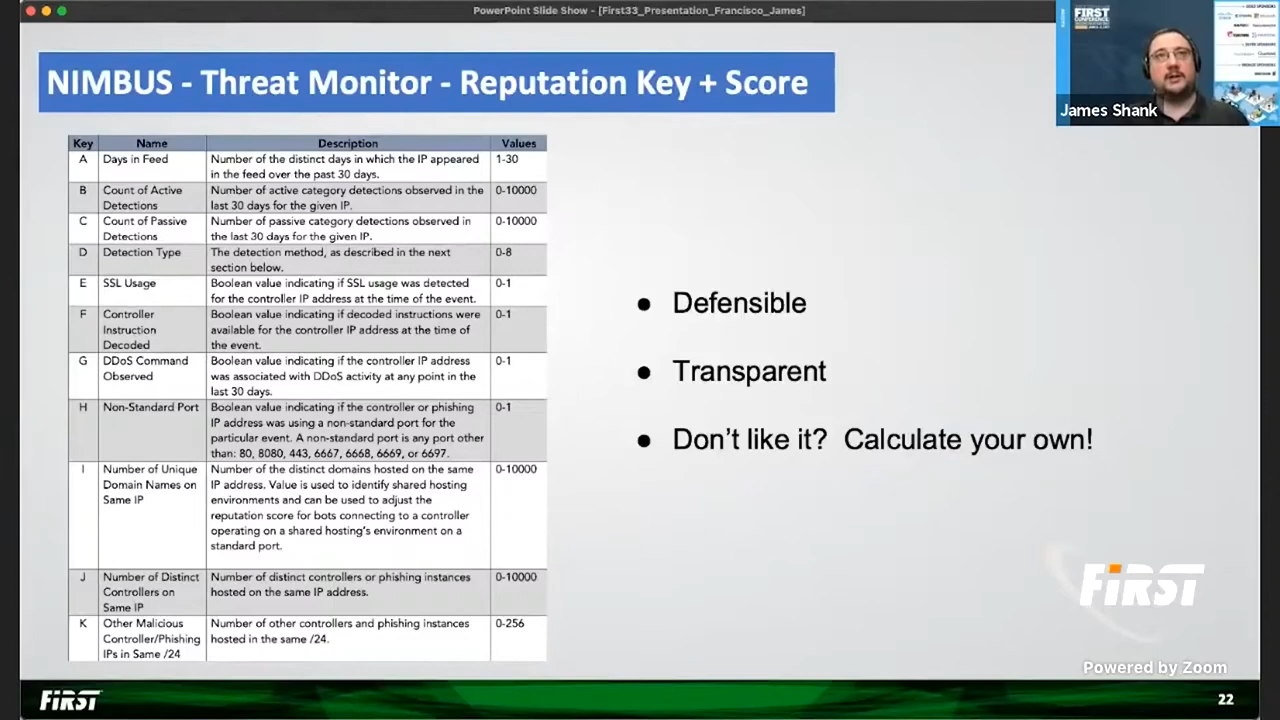 PowerPoint Slide Show - [First33_Presentation_Francisco_James]
NIMBUS - Threat Monitor - Reputation Key + Score
FIRST
CONFERENCE
James Shank
Key Name Description Values
A Days in Feed Number of the distinct days in which the IP appeared 1-30
in the feed over the past 30 days.
B Count of Active Number of active category detections observed in the 0-10000
Detections last 30 days for the given IP.
C Count of Passive Number of passive category detections observed in 0-10000
Detections the last 30 days for the given IP.
D Detection Type The detection method, as described in the next 0-8
section below.
E SSL Usage Boolean value indicating if SSL usage was detected 0-1
for the controller IP address at the time of the event.
F Controller Boolean value indicating if decoded instructions were 0-1
Instruction available for the controller IP address at the time of
Decoded the event.
G DDoS Command Boolean value indicating if the controller IP address 0-1
Observed was associated with DDoS activity at any point in the
last 30 days.
H Non-Standard Port Boolean value indicating if the controller or phishing 0-1
IP address was using a non-standard port for the
particular event. A non-standard port is any port other
than: 80, 8080, 443, 6667, 6668, 6669, or 6697.
I Number of Unique Number of the distinct domains hosted on the same 0-10000
Domain Names on IP address. Value is used to identify shared hosting
Same IP environments and can be used to adjust the
reputation score for bots connecting to a controller
operating on a shared hosting's environment on a
standard port.
J Number of Distinct Number of distinct controllers or phishing instances 0-10000
Controllers on hosted on the same IP address.
Same IP
K Other Malicious Number of other controllers and phishing instances 0-256
Controller/Phishing hosted in the same /24.
IPs in Same /24
● Defensible
● Transparent
● Don’t like it? Calculate your own!
FiRST
Powered by Zoom
FiRST
22